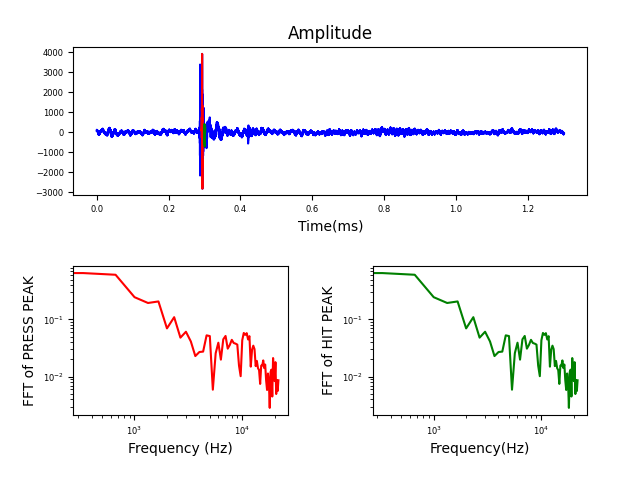 Amplitude
4000
3000
2000
1000
0
−1000
−2000
−3000
0.0 0.2 0.4 0.6 0.8 1.0 1.2
Time(ms)
FFT of PRESS PEAK
10⁻¹
10⁻²
10³ 10⁴
Frequency (Hz)
FFT of HIT PEAK
10⁻¹
10⁻²
10³ 10⁴
Frequency(Hz)